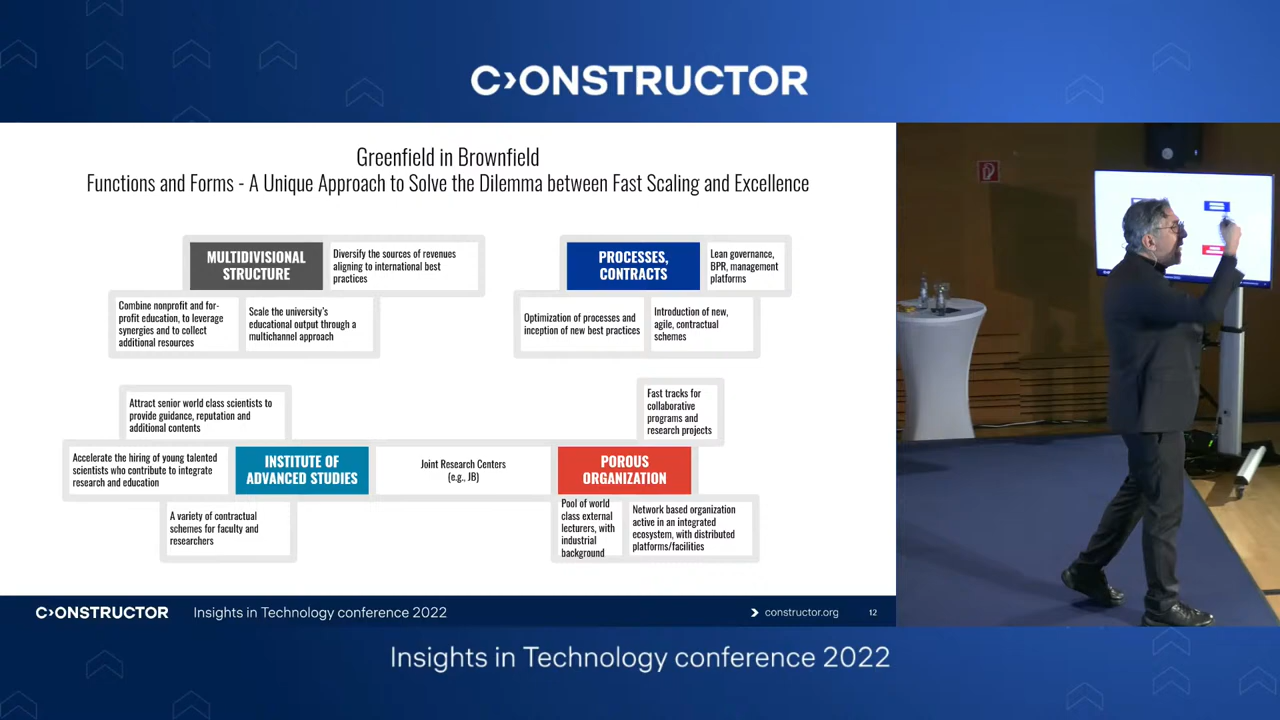 C›ONSTRUCTOR
Greenfield in Brownfield
Functions and Forms - A Unique Approach to Solve the Dilemma between Fast Scaling and Excellence
MULTIDIVISIONAL
STRUCTURE
Diversify the sources of revenues
aligning to international best
practices
Combine nonprofit and for-
profit education, to leverage
synergies and to collect
additional resources
Scale the university's
educational output through a
multichannel approach
PROCESSES,
CONTRACTS
Lean governance,
BPR, management
platforms
Optimization of processes and
inception of new best practices
Introduction of new,
agile, contractual
schemes
Attract senior world class scientists to
provide guidance, reputation and
additional contents
Accelerate the hiring of young talented
scientists who contribute to integrate
research and education
INSTITUTE OF
ADVANCED STUDIES
A variety of contractual
schemes for faculty and
researchers
Joint Research Centers
(e.g., JB)
Fast tracks for
collaborative
programs and
research projects
POROUS
ORGANIZATION
Pool of world
class external
lecturers, with
industrial
background
Network based organization
active in an integrated
ecosystem, with distributed
platforms/facilities
C›ONSTRUCTOR
Insights in Technology conference 2022
constructor.org
12
Insights in Technology conference 2022